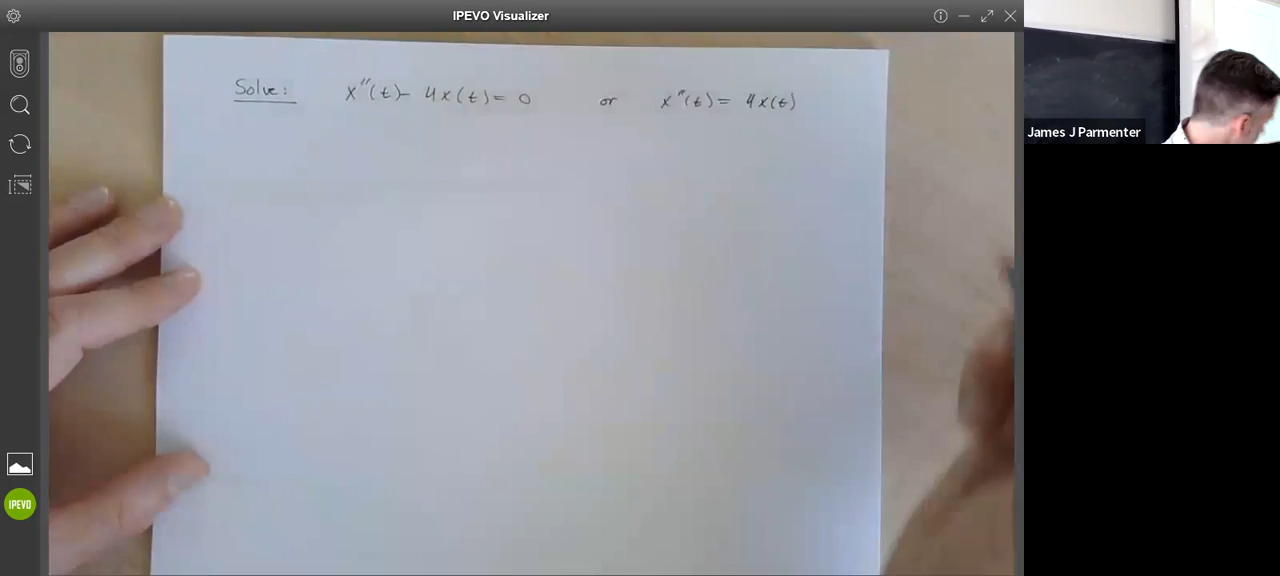 IPEVO Visualizer
Solve: x''(t) - 4x(t) = 0 or x''(t) = 4x(t)
James J Parmenter
IPEVO